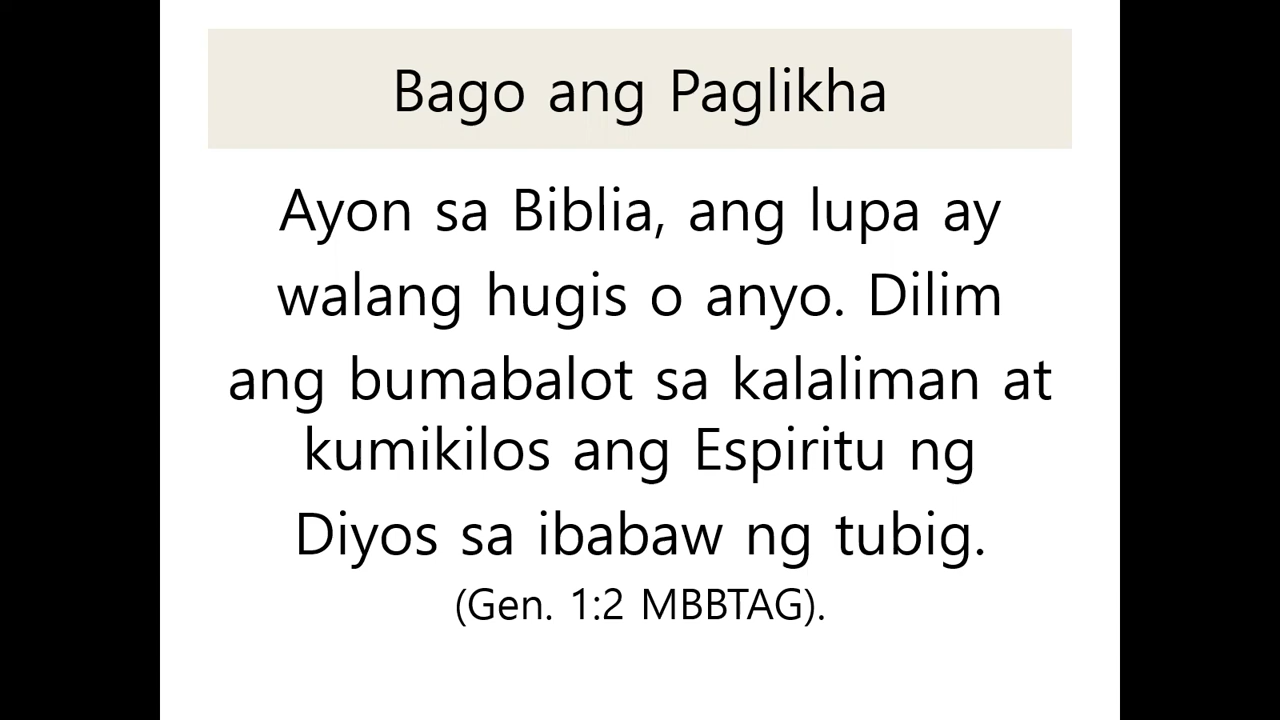 Bago ang Paglikha
Ayon sa Biblia, ang lupa ay
walang hugis o anyo. Dilim
ang bumabalot sa kalaliman at
kumikilos ang Espiritu ng
Diyos sa ibabaw ng tubig.
(Gen. 1:2 MBBTAG).